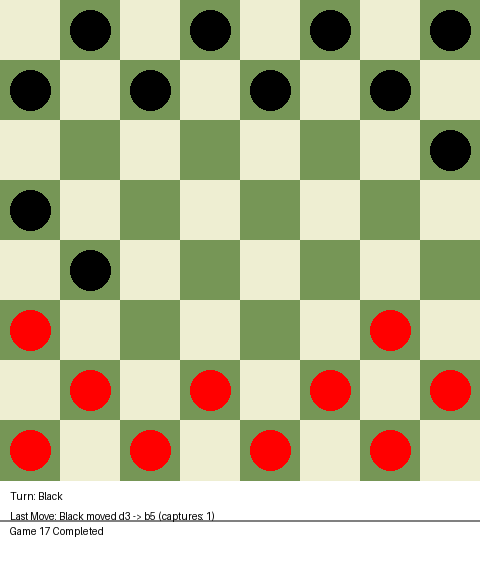 Turn: Black
Last Move: Black moved d3 -> b5 (captures: 1)
Game 17 Completed